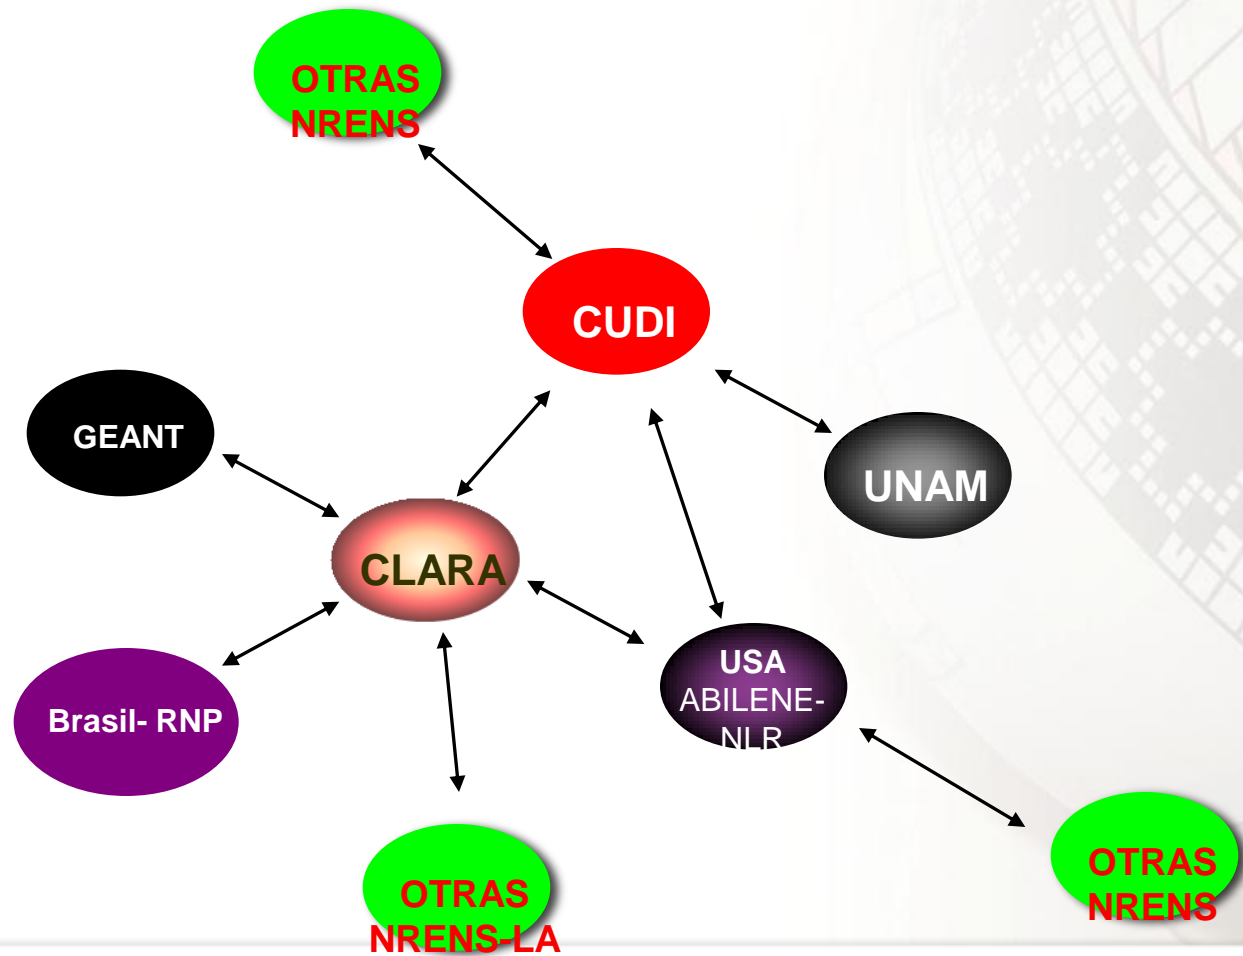 OTRAS
NRENS
CUDI
GEANT
UNAM
CLARA
USA
ABILENE-
NLR
Brasil- RNP
OTRAS
NRENS
OTRAS
NRENS-LA